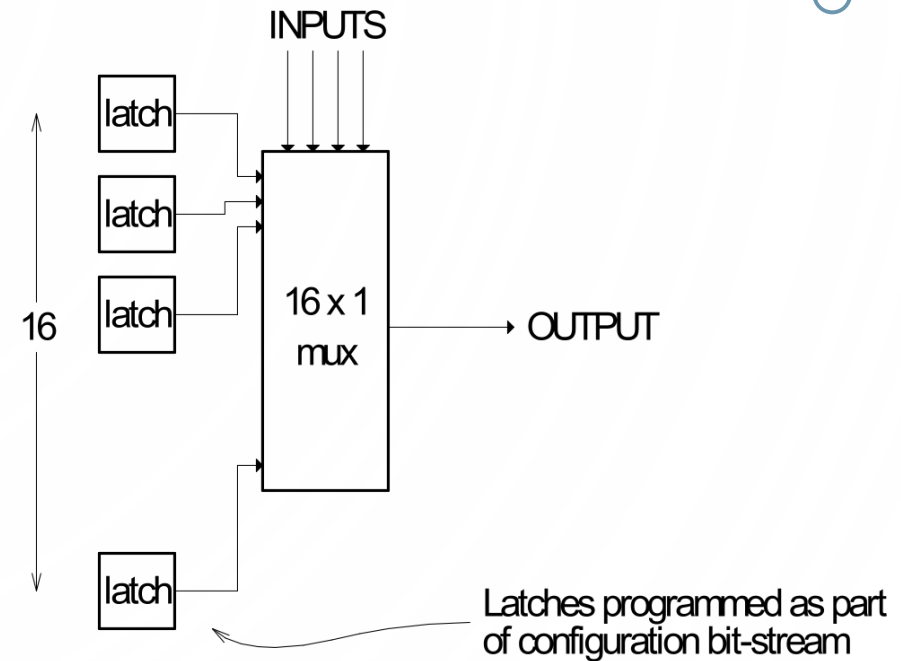 INPUTS
latch
latch
latch
16
16 x 1
mux
OUTPUT
latch
Latches programmed as part
of configuration bit-stream